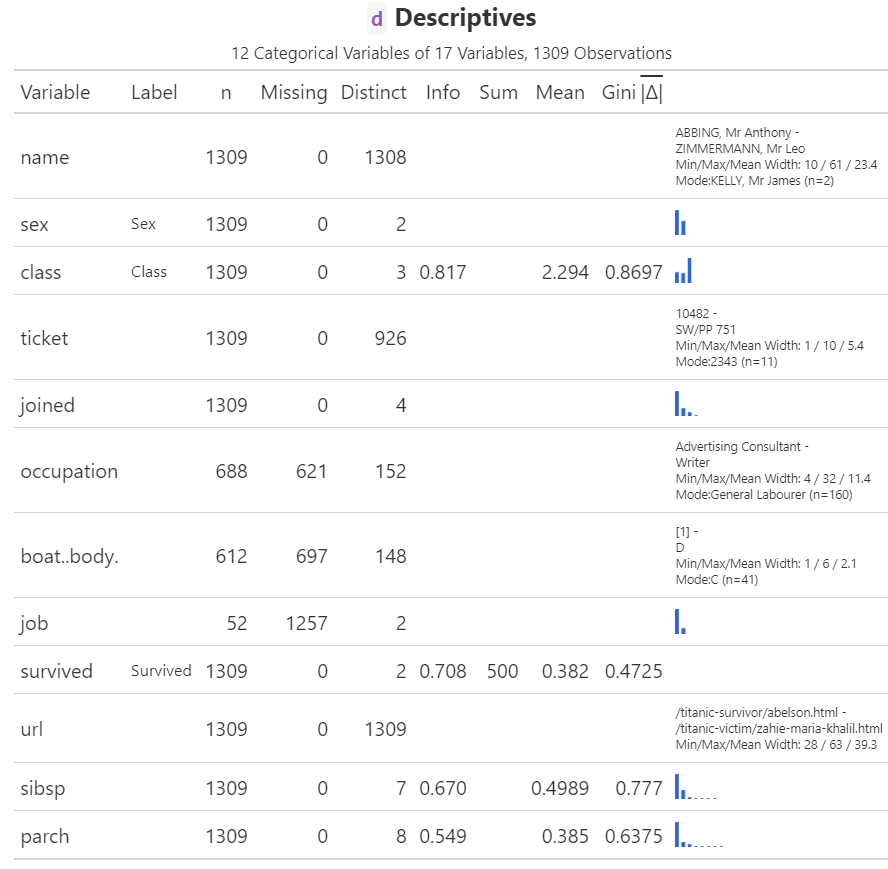 d Descriptives
12 Categorical Variables of 17 Variables, 1309 Observations
Variable Label n Missing Distinct Info Sum Mean Gini |Δ|
ABBING, Mr Anthony -
ZIMMERMANN, Mr Leo
name 1309 0 1308
Min/Max/Mean Width: 10 / 61 / 23.4
Mode:KELLY, Mr James (n=2)
sex Sex 1309 0 2
class Class 1309 0 3 0.817 2.294 0.8697
10482 -
SW/PP 751
ticket 1309 0 926
Min/Max/Mean Width: 1 / 10 / 5.4
Mode:2343 (n=11)
joined 1309 0 4
Advertising Consultant -
Writer
occupation 688 621 152
Min/Max/Mean Width: 4 / 32 / 11.4
Mode:General Labourer (n=160)
[1] -
D
boat..body. 612 697 148
Min/Max/Mean Width: 1 / 6 / 2.1
Mode:C (n=41)
job 52 1257 2
survived Survived 1309 0 2 0.708 500 0.382 0.4725
/titanic-survivor/abelson.html -
url 1309 0 1309
/titanic-victim/zahie-maria-khalil.html
Min/Max/Mean Width: 28 / 63 / 39.3
sibsp 1309 0 7 0.670 0.4989 0.777
parch 1309 0 8 0.549 0.385 0.6375